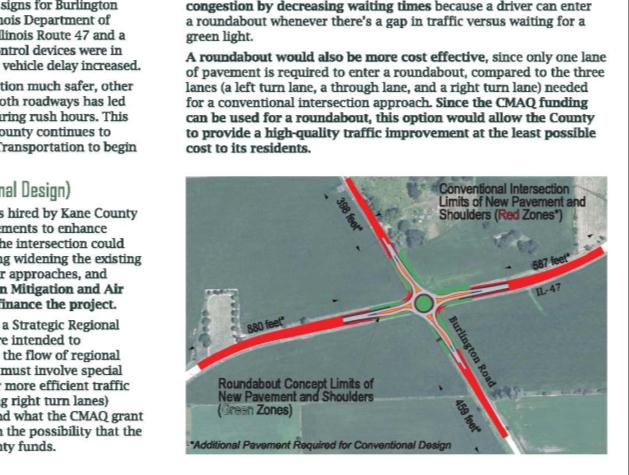 signs for Burlington
inois Department of
llinois Route 47 and a
ontrol devices were in
vehicle delay increased.
tion much safer, other
oth roadways has led
uring rush hours. This
ounty continues to
Transportation to begin
nal Design)
s hired by Kane County
ements to enhance
he intersection could
ng widening the existing
r approaches, and
n Mitigation and Air
finance the project.
a Strategic Regional
re intended to
the flow of regional
must involve special
r more efficient traffic
ng right turn lanes)
nd what the CMAQ grant
n the possibility that the
nty funds.
congestion by decreasing waiting times because a driver can enter
a roundabout whenever there's a gap in traffic versus waiting for a
green light.
A roundabout would also be more cost effective, since only one lane
of pavement is required to enter a roundabout, compared to the three
lanes (a left turn lane, a through lane, and a right turn lane) needed
for a conventional intersection approach. Since the CMAQ funding
can be used for a roundabout, this option would allow the County
to provide a high-quality traffic improvement at the least possible
cost to its residents.
Conventional Intersection
Limits of New Pavement and
Shoulders (Red Zones*)
398 feet*
587 feet*
IL-47
880 feet*
Burlington Road
459 feet*
Roundabout Concept Limits of
New Pavement and Shoulders
(Green Zones)
*Additional Pavement Required for Conventional Design